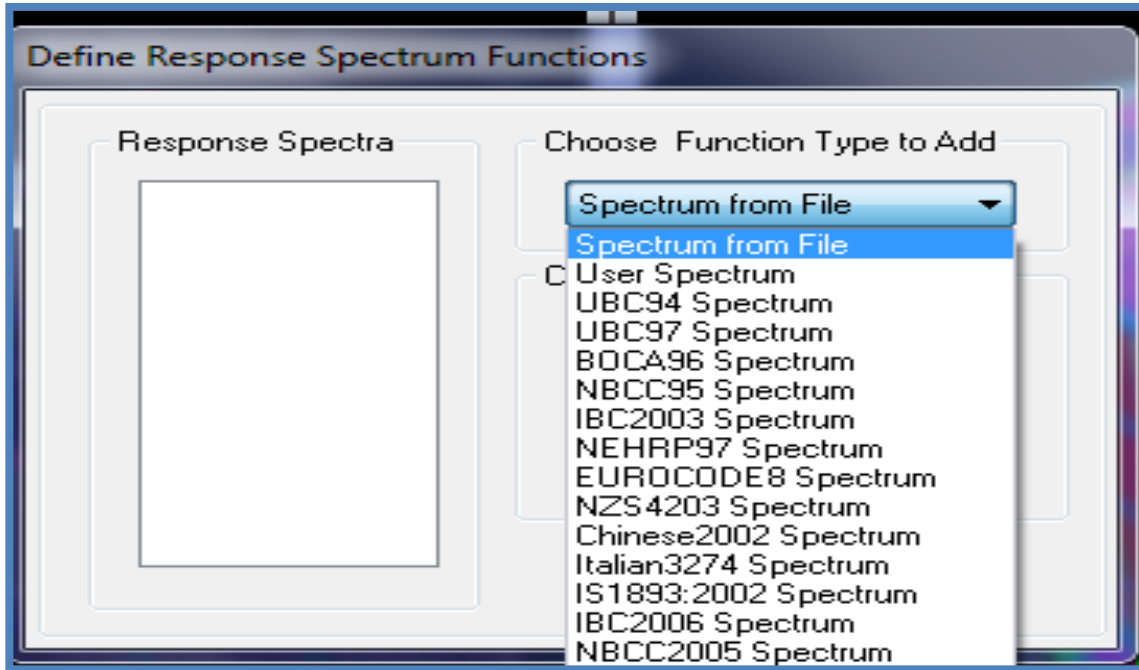 Define Response Spectrum Functions
Response Spectra
Choose Function Type to Add
Spectrum from File
Spectrum from File
C
User Spectrum
UBC94 Spectrum
UBC97 Spectrum
BOCA96 Spectrum
NBCC95 Spectrum
IBC2003 Spectrum
NEHRP97 Spectrum
EUROCODE8 Spectrum
NZS4203 Spectrum
Chinese2002 Spectrum
Italian3274 Spectrum
IS1893:2002 Spectrum
IBC2006 Spectrum
NBCC2005 Spectrum